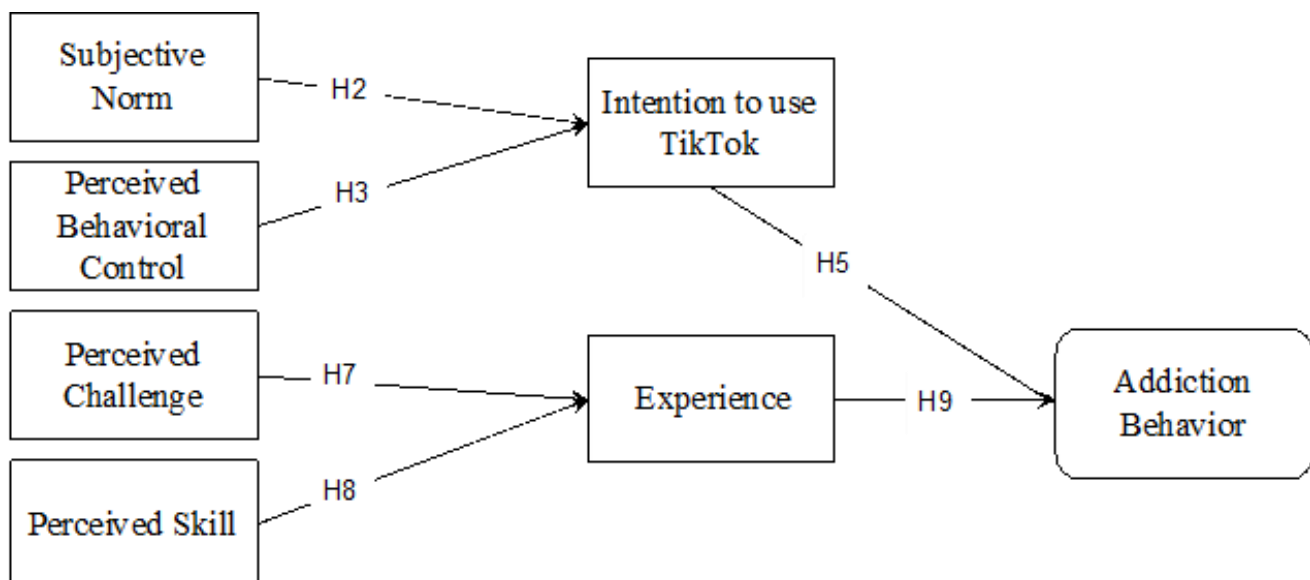 Subjective
Norm
H2
Intention to use
TikTok
Perceived
Behavioral
Control
H3
H5
Perceived
Challenge
H7
Experience
H9
Addiction
Behavior
H8
Perceived Skill